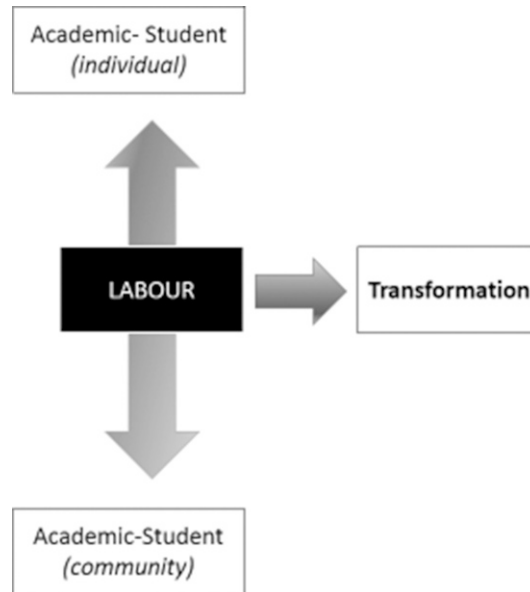 Academic- Student
(individual)
LABOUR
Transformation
Academic-Student
(community)